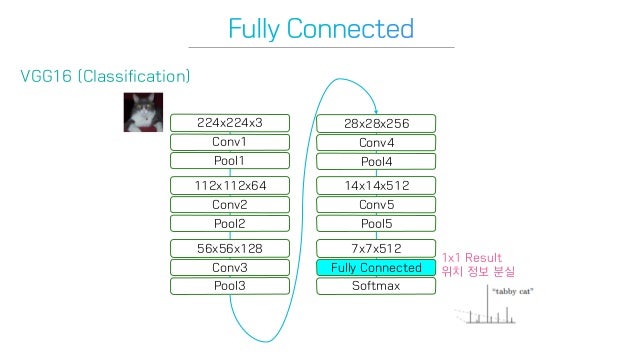 Fully Connected
VGG16 (Classification)
224x224x3
Conv1
Pool1
112x112x64
Conv2
Pool2
56x56x128
Conv3
Pool3
28x28x256
Conv4
Pool4
14x14x512
Conv5
Pool5
7x7x512
Fully Connected
Softmax
1x1 Result
위치 정보 분실
"tabby cat"